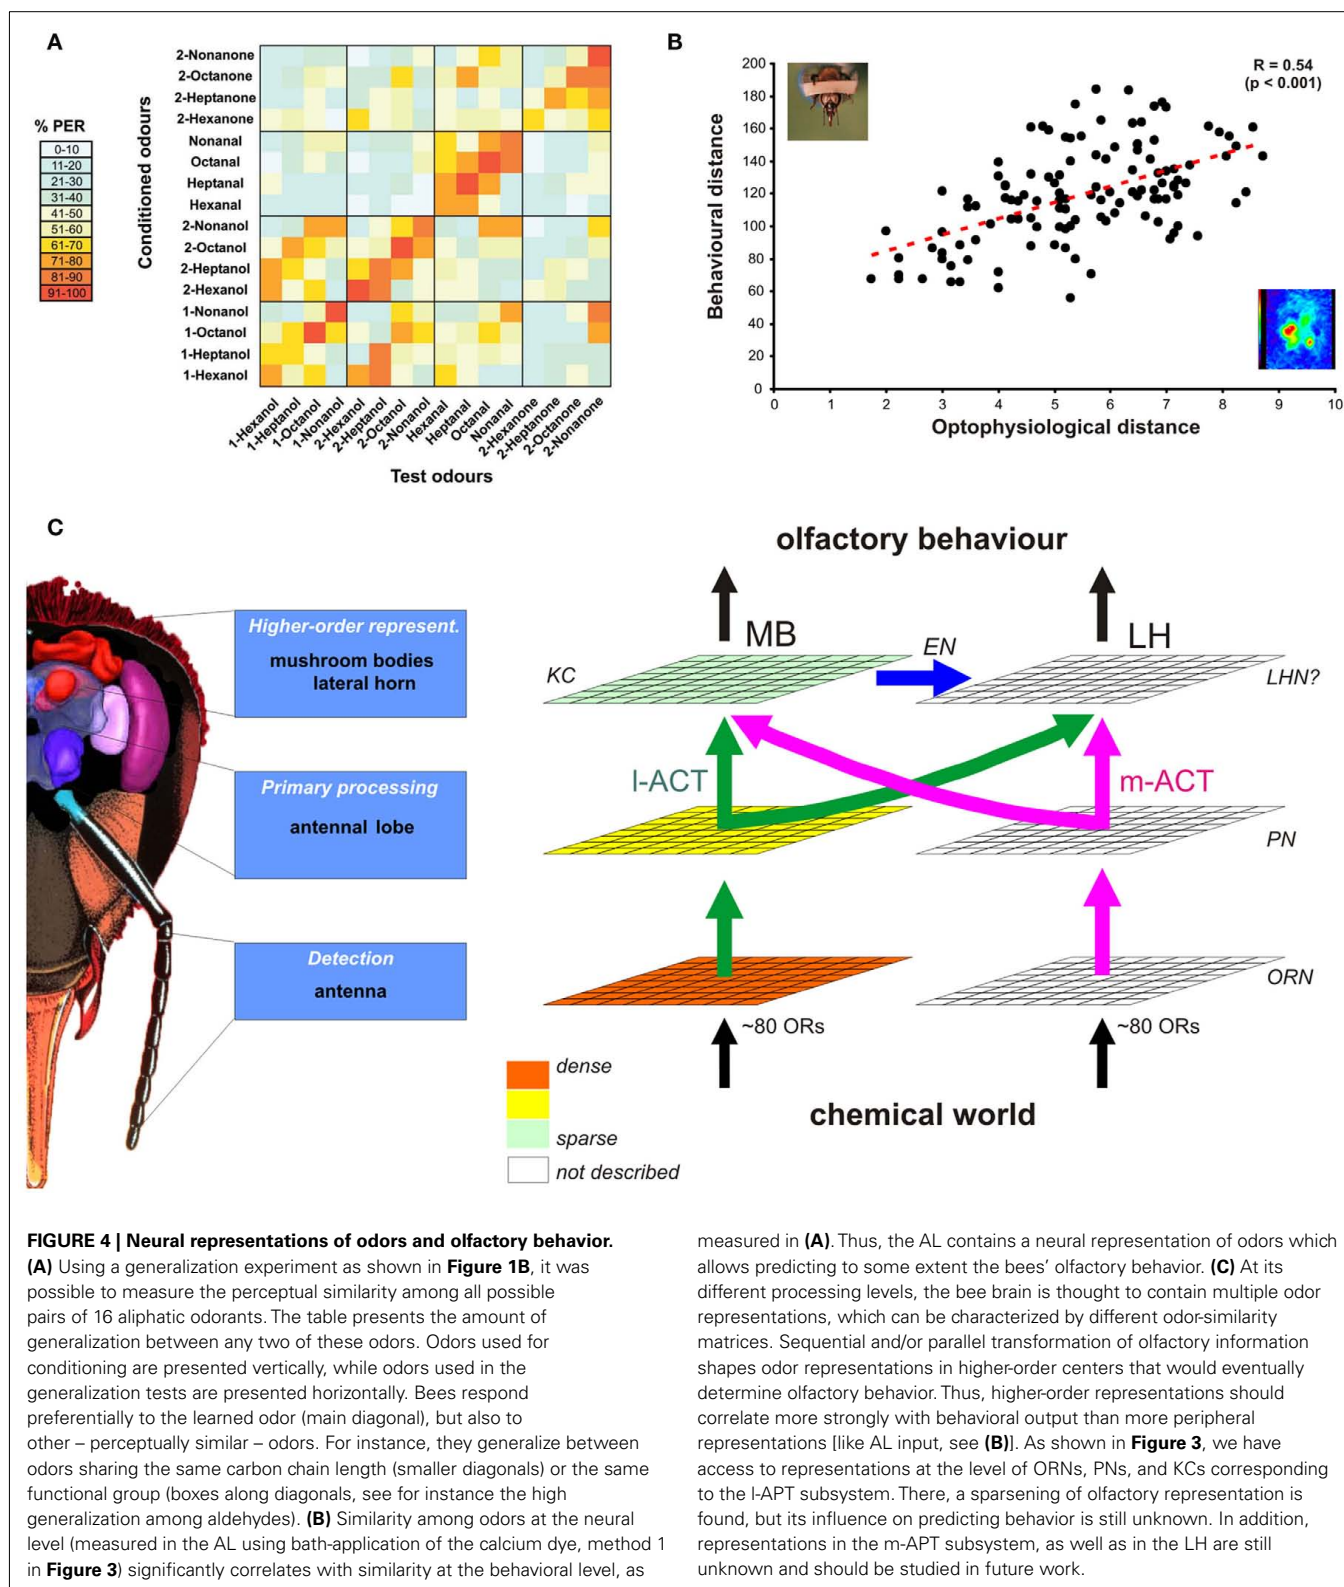 A
% PER
0-10
11-20
21-30
31-40
41-50
51-60
61-70
71-80
81-90
91-100
Conditioned odours
2-Nonanone
2-Octanone
2-Heptanone
2-Hexanone
Nonanal
Octanal
Heptanal
Hexanal
2-Nonanol
2-Octanol
2-Heptanol
2-Hexanol
1-Nonanol
1-Octanol
1-Heptanol
1-Hexanol
1-Hexanol
1-Heptanol
1-Octanol
1-Nonanol
2-Hexanol
2-Heptanol
2-Octanol
2-Nonanol
Hexanal
Heptanal
Octanal
Nonanal
2-Hexanone
2-Heptanone
2-Octanone
2-Nonanone
Test odours
B
R = 0.54
(p < 0.001)
Behavioural distance
200
180
160
140
120
100
80
60
40
20
0
0 1 2 3 4 5 6 7 8 9 10
Optophysiological distance
C
olfactory behaviour
Higher-order represent.
mushroom bodies
lateral horn
Primary processing
antennal lobe
Detection
antenna
MB
EN
LH
KC
LHN?
l-ACT
m-ACT
PN
ORN
~80 ORs
~80 ORs
chemical world
dense
sparse
not described
FIGURE 4 | Neural representations of odors and olfactory behavior.
(A) Using a generalization experiment as shown in Figure 1B, it was
possible to measure the perceptual similarity among all possible
pairs of 16 aliphatic odorants. The table presents the amount of
generalization between any two of these odors. Odors used for
conditioning are presented vertically, while odors used in the
generalization tests are presented horizontally. Bees respond
preferentially to the learned odor (main diagonal), but also to
other – perceptually similar – odors. For instance, they generalize between
odors sharing the same carbon chain length (smaller diagonals) or the same
functional group (boxes along diagonals, see for instance the high
generalization among aldehydes). (B) Similarity among odors at the neural
level (measured in the AL using bath-application of the calcium dye, method 1
in Figure 3) significantly correlates with similarity at the behavioral level, as
measured in (A). Thus, the AL contains a neural representation of odors which
allows predicting to some extent the bees' olfactory behavior. (C) At its
different processing levels, the bee brain is thought to contain multiple odor
representations, which can be characterized by different odor-similarity
matrices. Sequential and/or parallel transformation of olfactory information
shapes odor representations in higher-order centers that would eventually
determine olfactory behavior. Thus, higher-order representations should
correlate more strongly with behavioral output than more peripheral
representations [like AL input, see (B)]. As shown in Figure 3, we have
access to representations at the level of ORNs, PNs, and KCs corresponding
to the l-APT subsystem. There, a sparsening of olfactory representation is
found, but its influence on predicting behavior is still unknown. In addition,
representations in the m-APT subsystem, as well as in the LH are still
unknown and should be studied in future work.